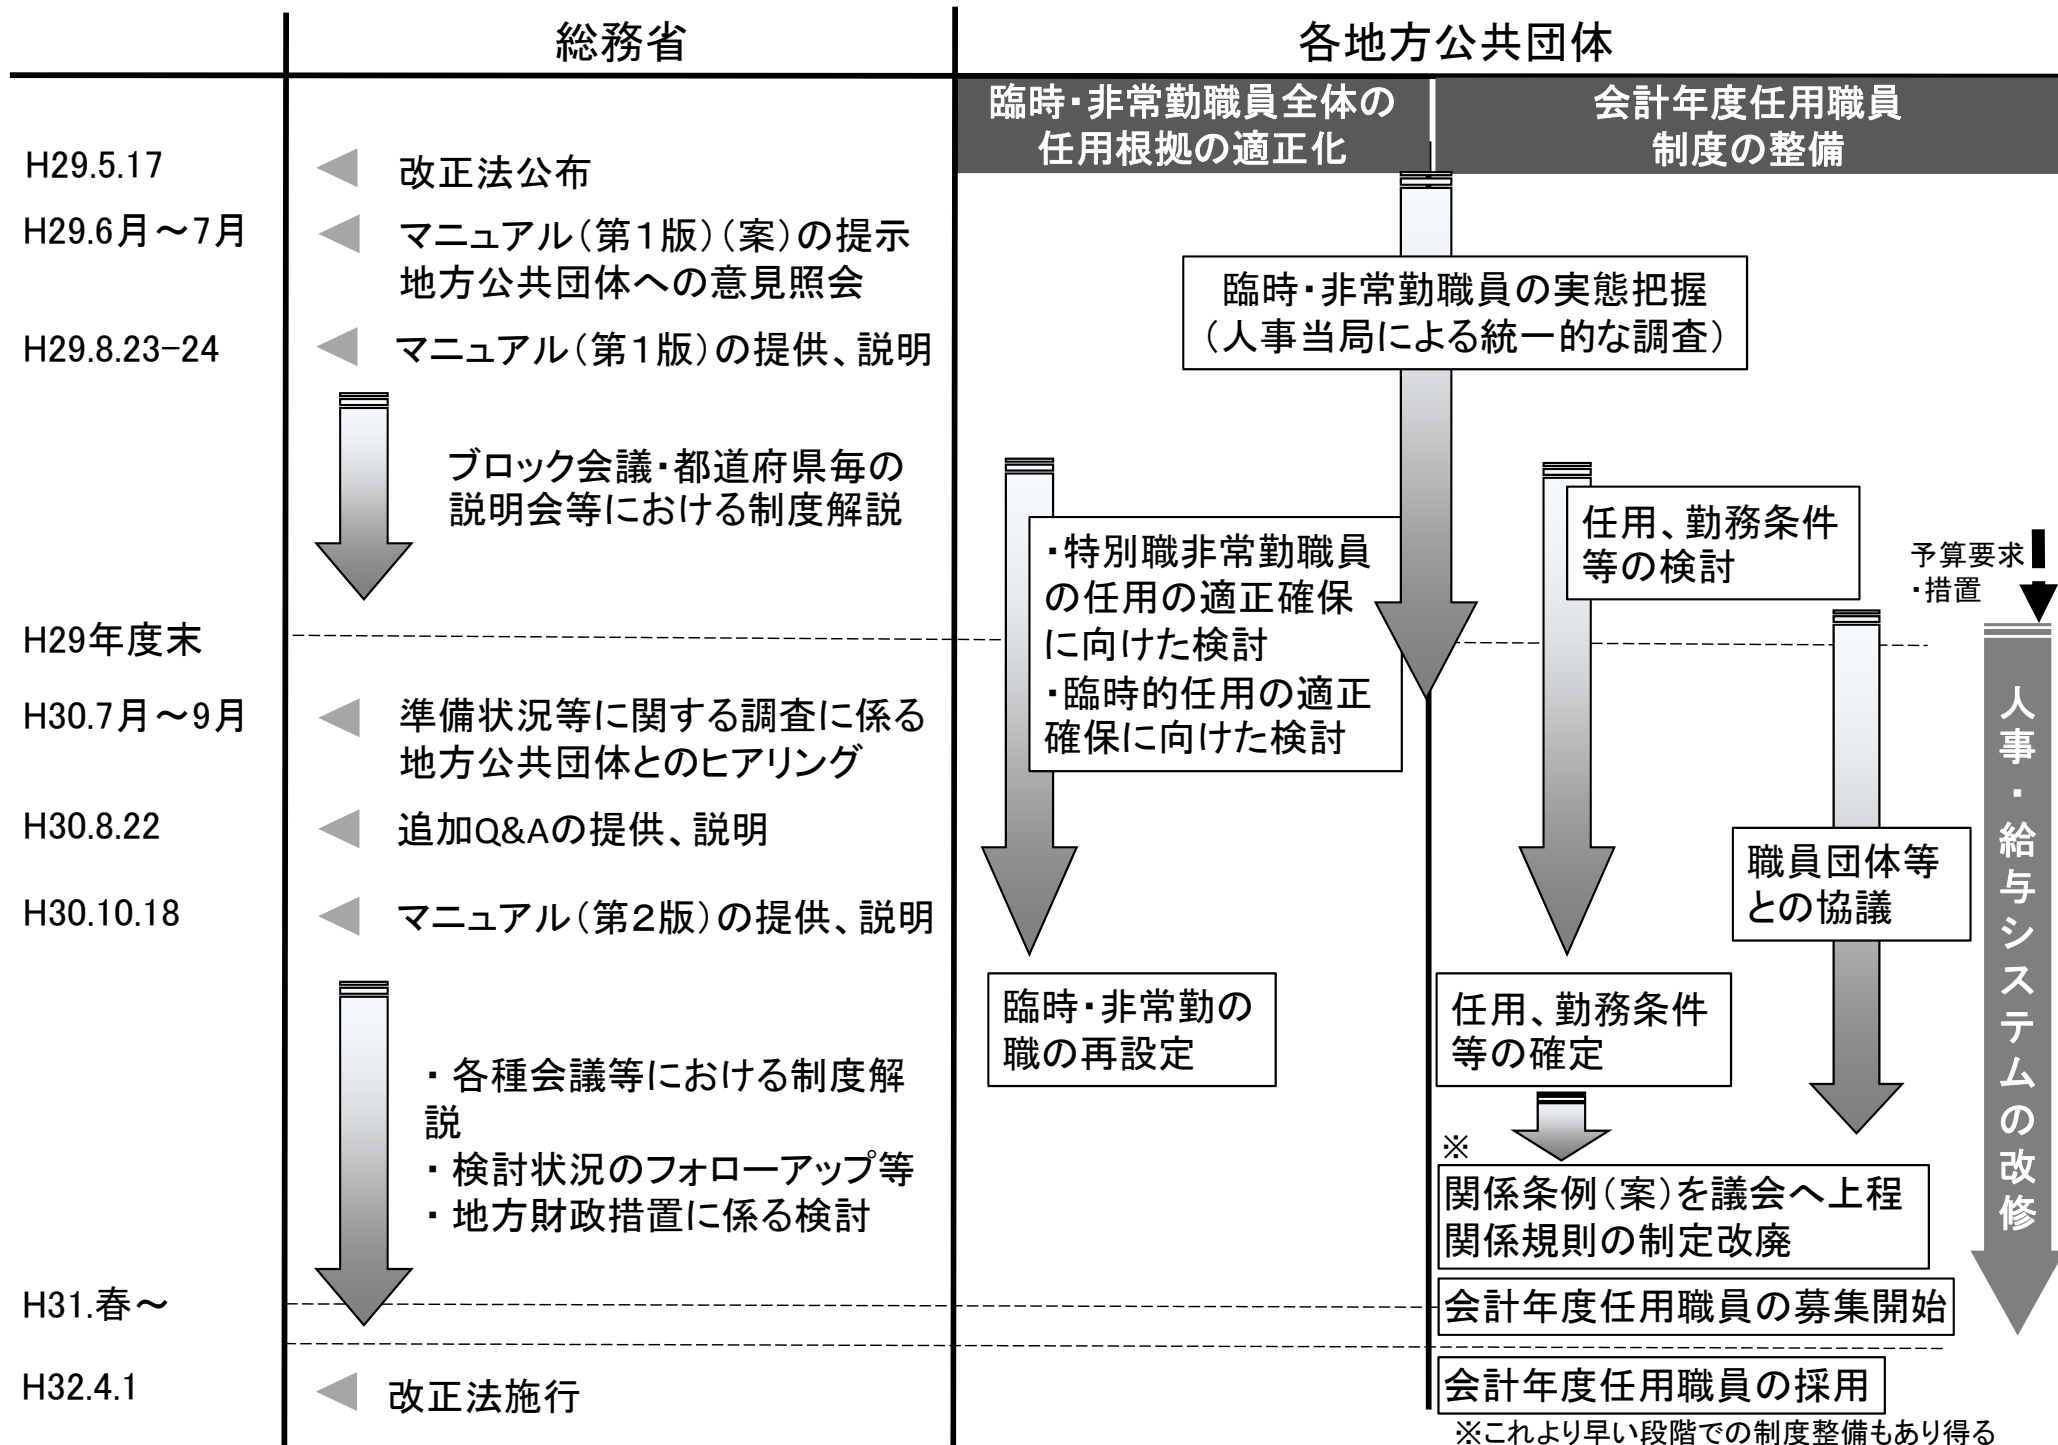 総務省
各地方公共団体
臨時・非常勤職員全体の
任用根拠の適正化
会計年度任用職員
制度の整備
H29.5.17
改正法公布
H29.6月～7月
マニュアル（第１版）（案）の提示
地方公共団体への意見照会
H29.8.23-24
マニュアル（第１版）の提供、説明
ブロック会議・都道府県毎の
説明会等における制度解説
H29年度末
H30.7月～9月
準備状況等に関する調査に係る
地方公共団体とのヒアリング
H30.8.22
追加Q&Aの提供、説明
H30.10.18
マニュアル（第２版）の提供、説明
・ 各種会議等における制度解
説
・ 検討状況のフォローアップ等
・ 地方財政措置に係る検討
H31.春～
H32.4.1
改正法施行
臨時・非常勤職員の実態把握
（人事当局による統一的な調査）
・特別職非常勤職員
の任用の適正確保
に向けた検討
・臨時的任用の適正
確保に向けた検討
臨時・非常勤の
職の再設定
任用、勤務条件
等の検討
予算要求
・措置
職員団体等
との協議
任用、勤務条件
等の確定
※
関係条例（案）を議会へ上程
関係規則の制定改廃
会計年度任用職員の募集開始
会計年度任用職員の採用
※これより早い段階での制度整備もあり得る
人事・給与システムの改修